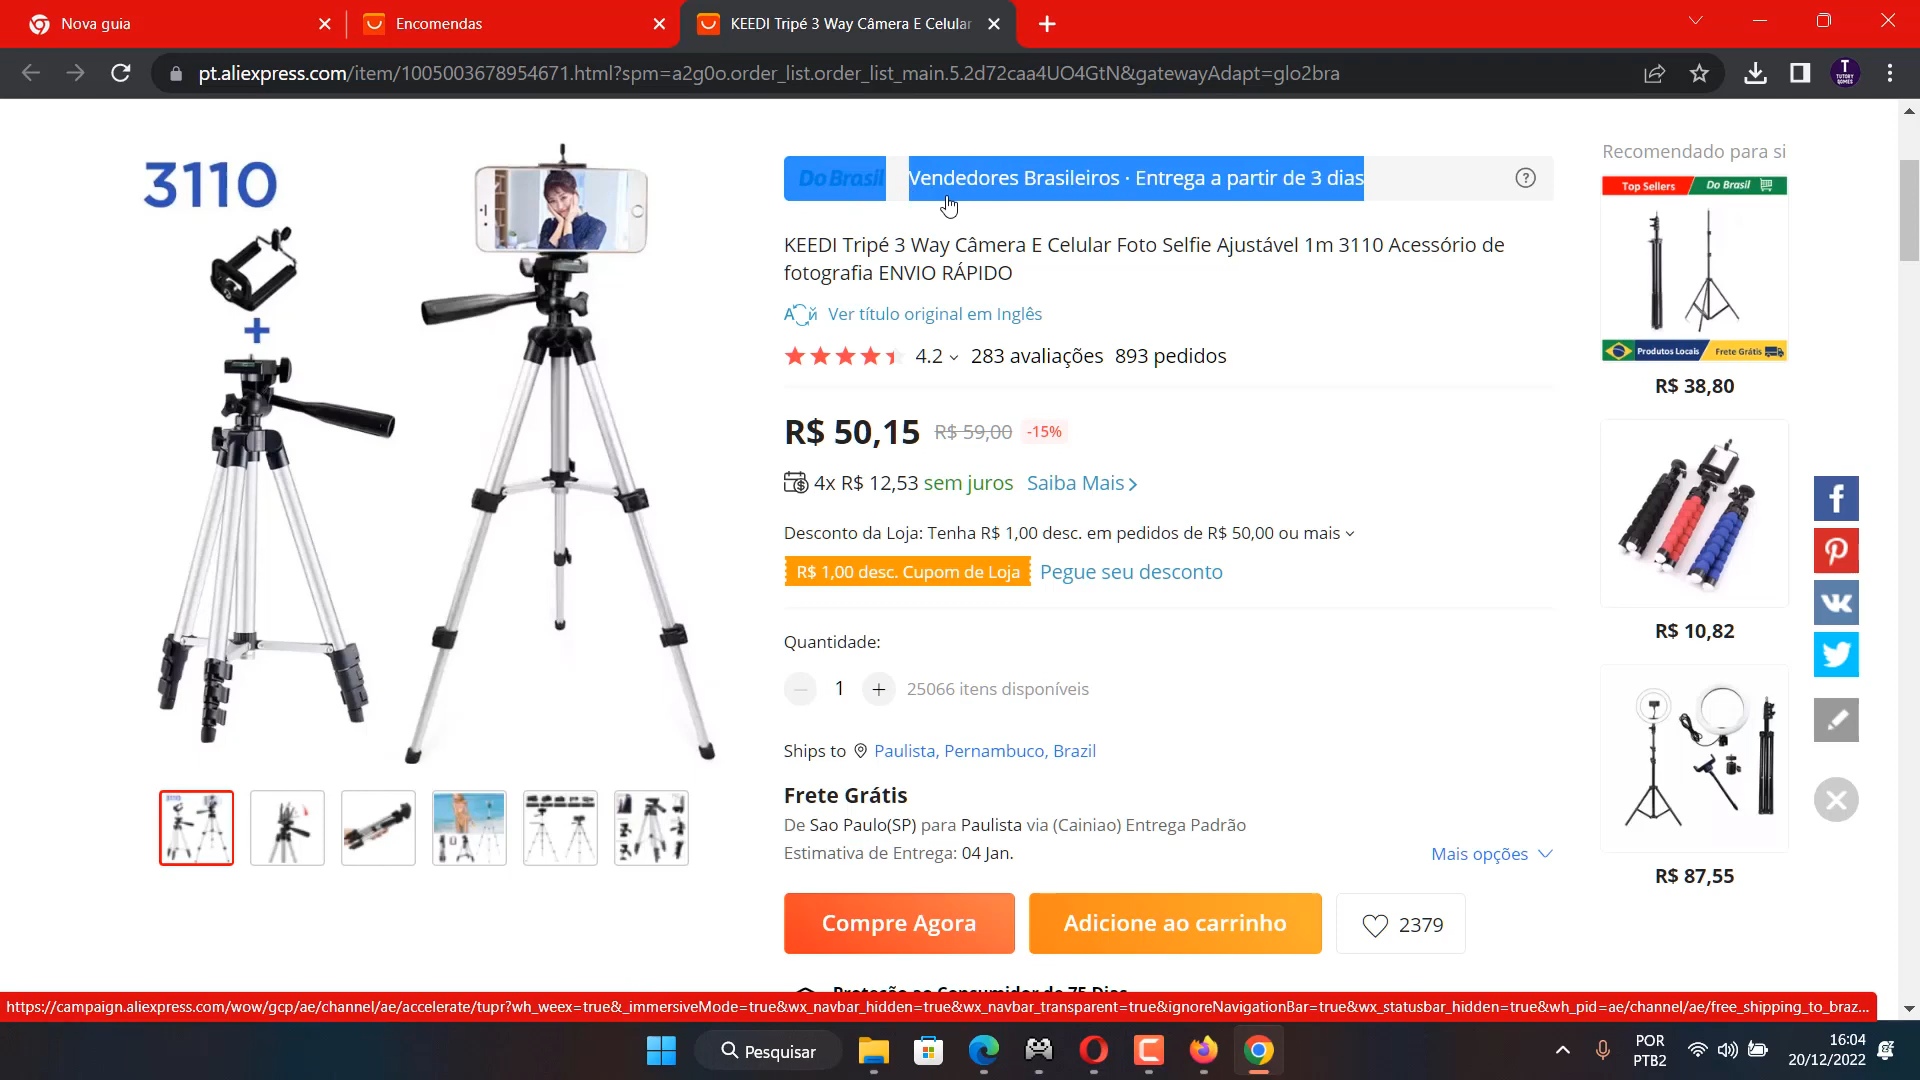 Nova guia
Encomendas
KEEDI Tripé 3 Way Câmera E Celular
pt.aliexpress.com/item/1005003678954671.html?spm=a2g0o.order_list.order_list_main.5.2d72caa4UO4GtN&gatewayAdapt=glo2bra
3110
Do Brasil
Vendedores Brasileiros · Entrega a partir de 3 dias
KEEDI Tripé 3 Way Câmera E Celular Foto Selfie Ajustável 1m 3110 Acessório de
fotografia ENVIO RÁPIDO
Ver título original em Inglês
4.2
283 avaliações
893 pedidos
R$ 50,15
R$ 59,00
-15%
4x R$ 12,53 sem juros
Saiba Mais
Desconto da Loja: Tenha R$ 1,00 desc. em pedidos de R$ 50,00 ou mais
R$ 1,00 desc. Cupom de Loja
Pegue seu desconto
Quantidade:
1
25066 itens disponíveis
Ships to
Paulista, Pernambuco, Brazil
Frete Grátis
De Sao Paulo(SP) para Paulista via (Cainiao) Entrega Padrão
Estimativa de Entrega: 04 Jan.
Mais opções
Compre Agora
Adicione ao carrinho
2379
Proteção ao Consumidor de 75 Dias
Recomendado para si
Top Sellers
Do Brasil
Produtos Locais
Frete Grátis
R$ 38,80
R$ 10,82
R$ 87,55
https://campaign.aliexpress.com/wow/gcp/ae/channel/ae/accelerate/tupr?wh_weex=true&_immersiveMode=true&wx_navbar_hidden=true&wx_navbar_transparent=true&ignoreNavigationBar=true&wx_statusbar_hidden=true&wh_pid=ae/channel/ae/free_shipping_to_braz...
Pesquisar
POR
PTB2
16:04
20/12/2022